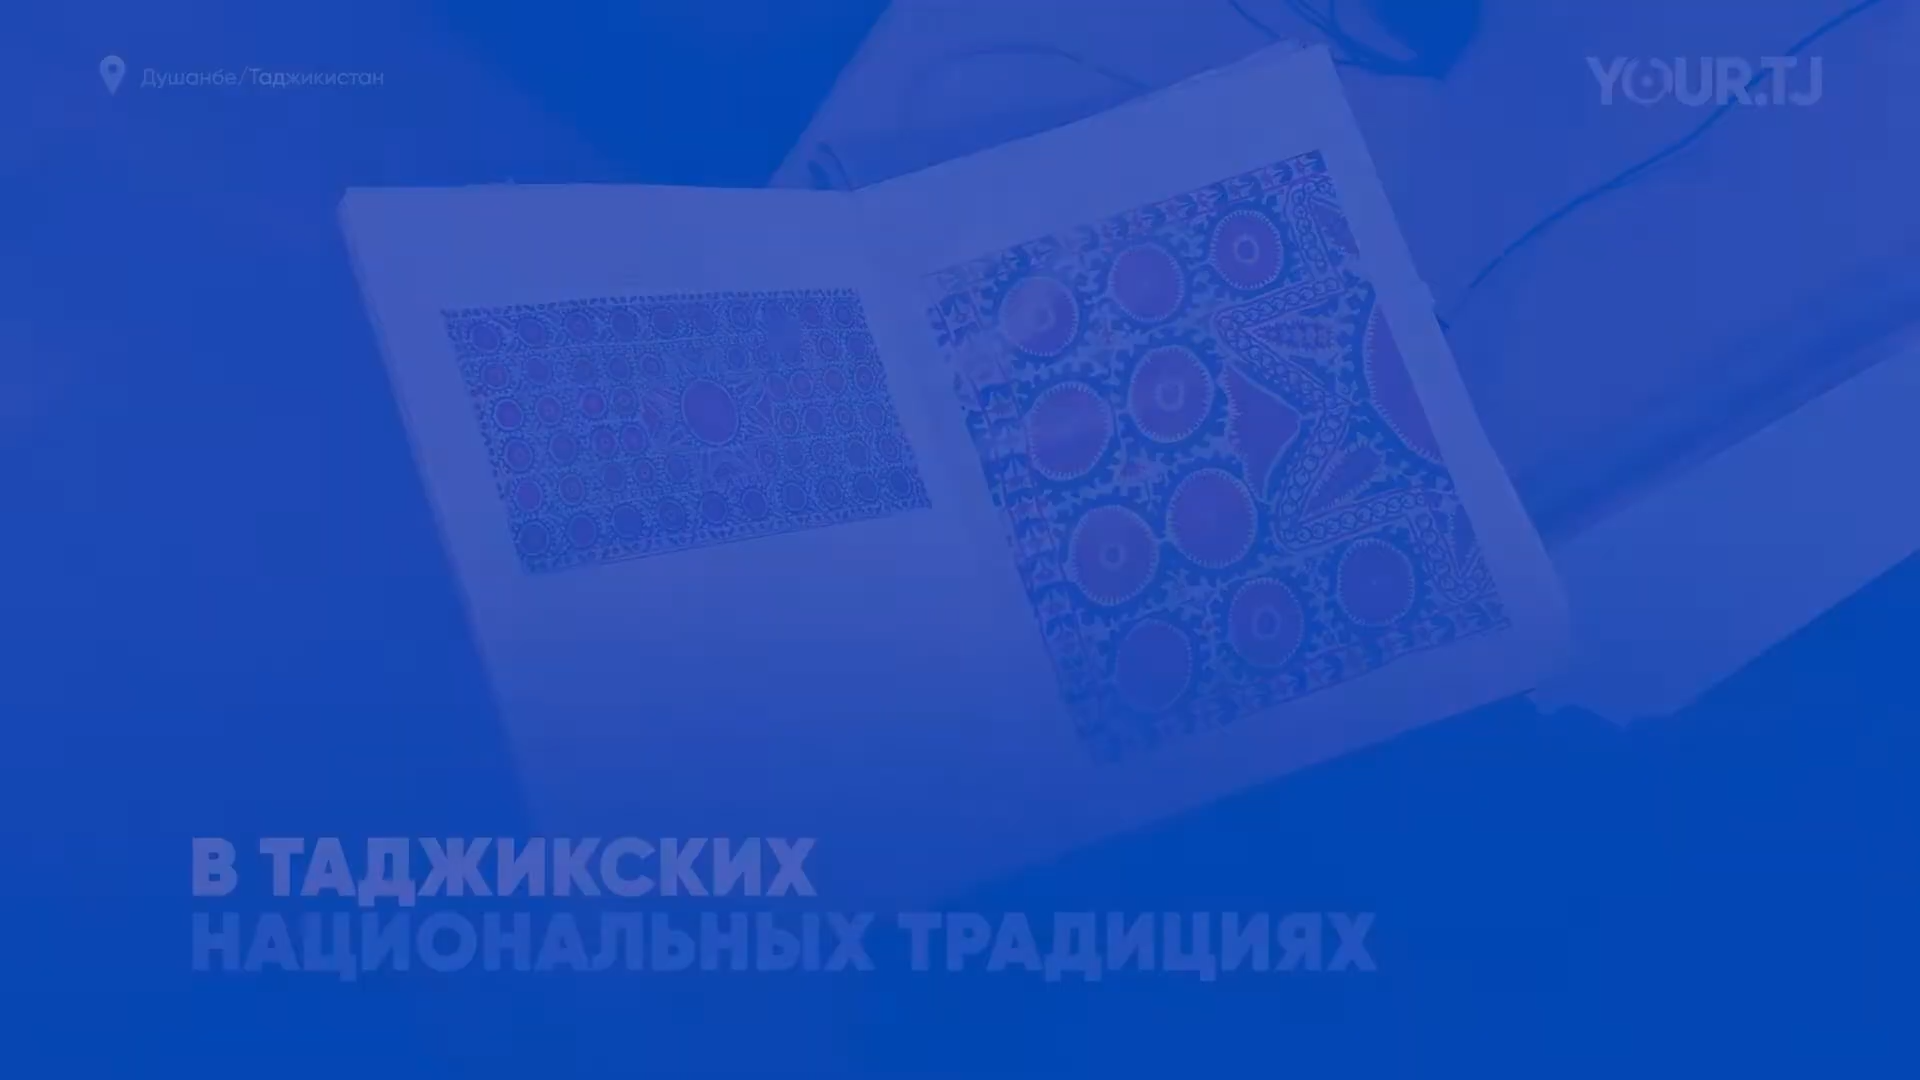 Душанбе/Таджикистан
YOUR.TJ
В ТАДЖИКСКИХ
НАЦИОНАЛЬНЫХ ТРАДИЦИЯХ